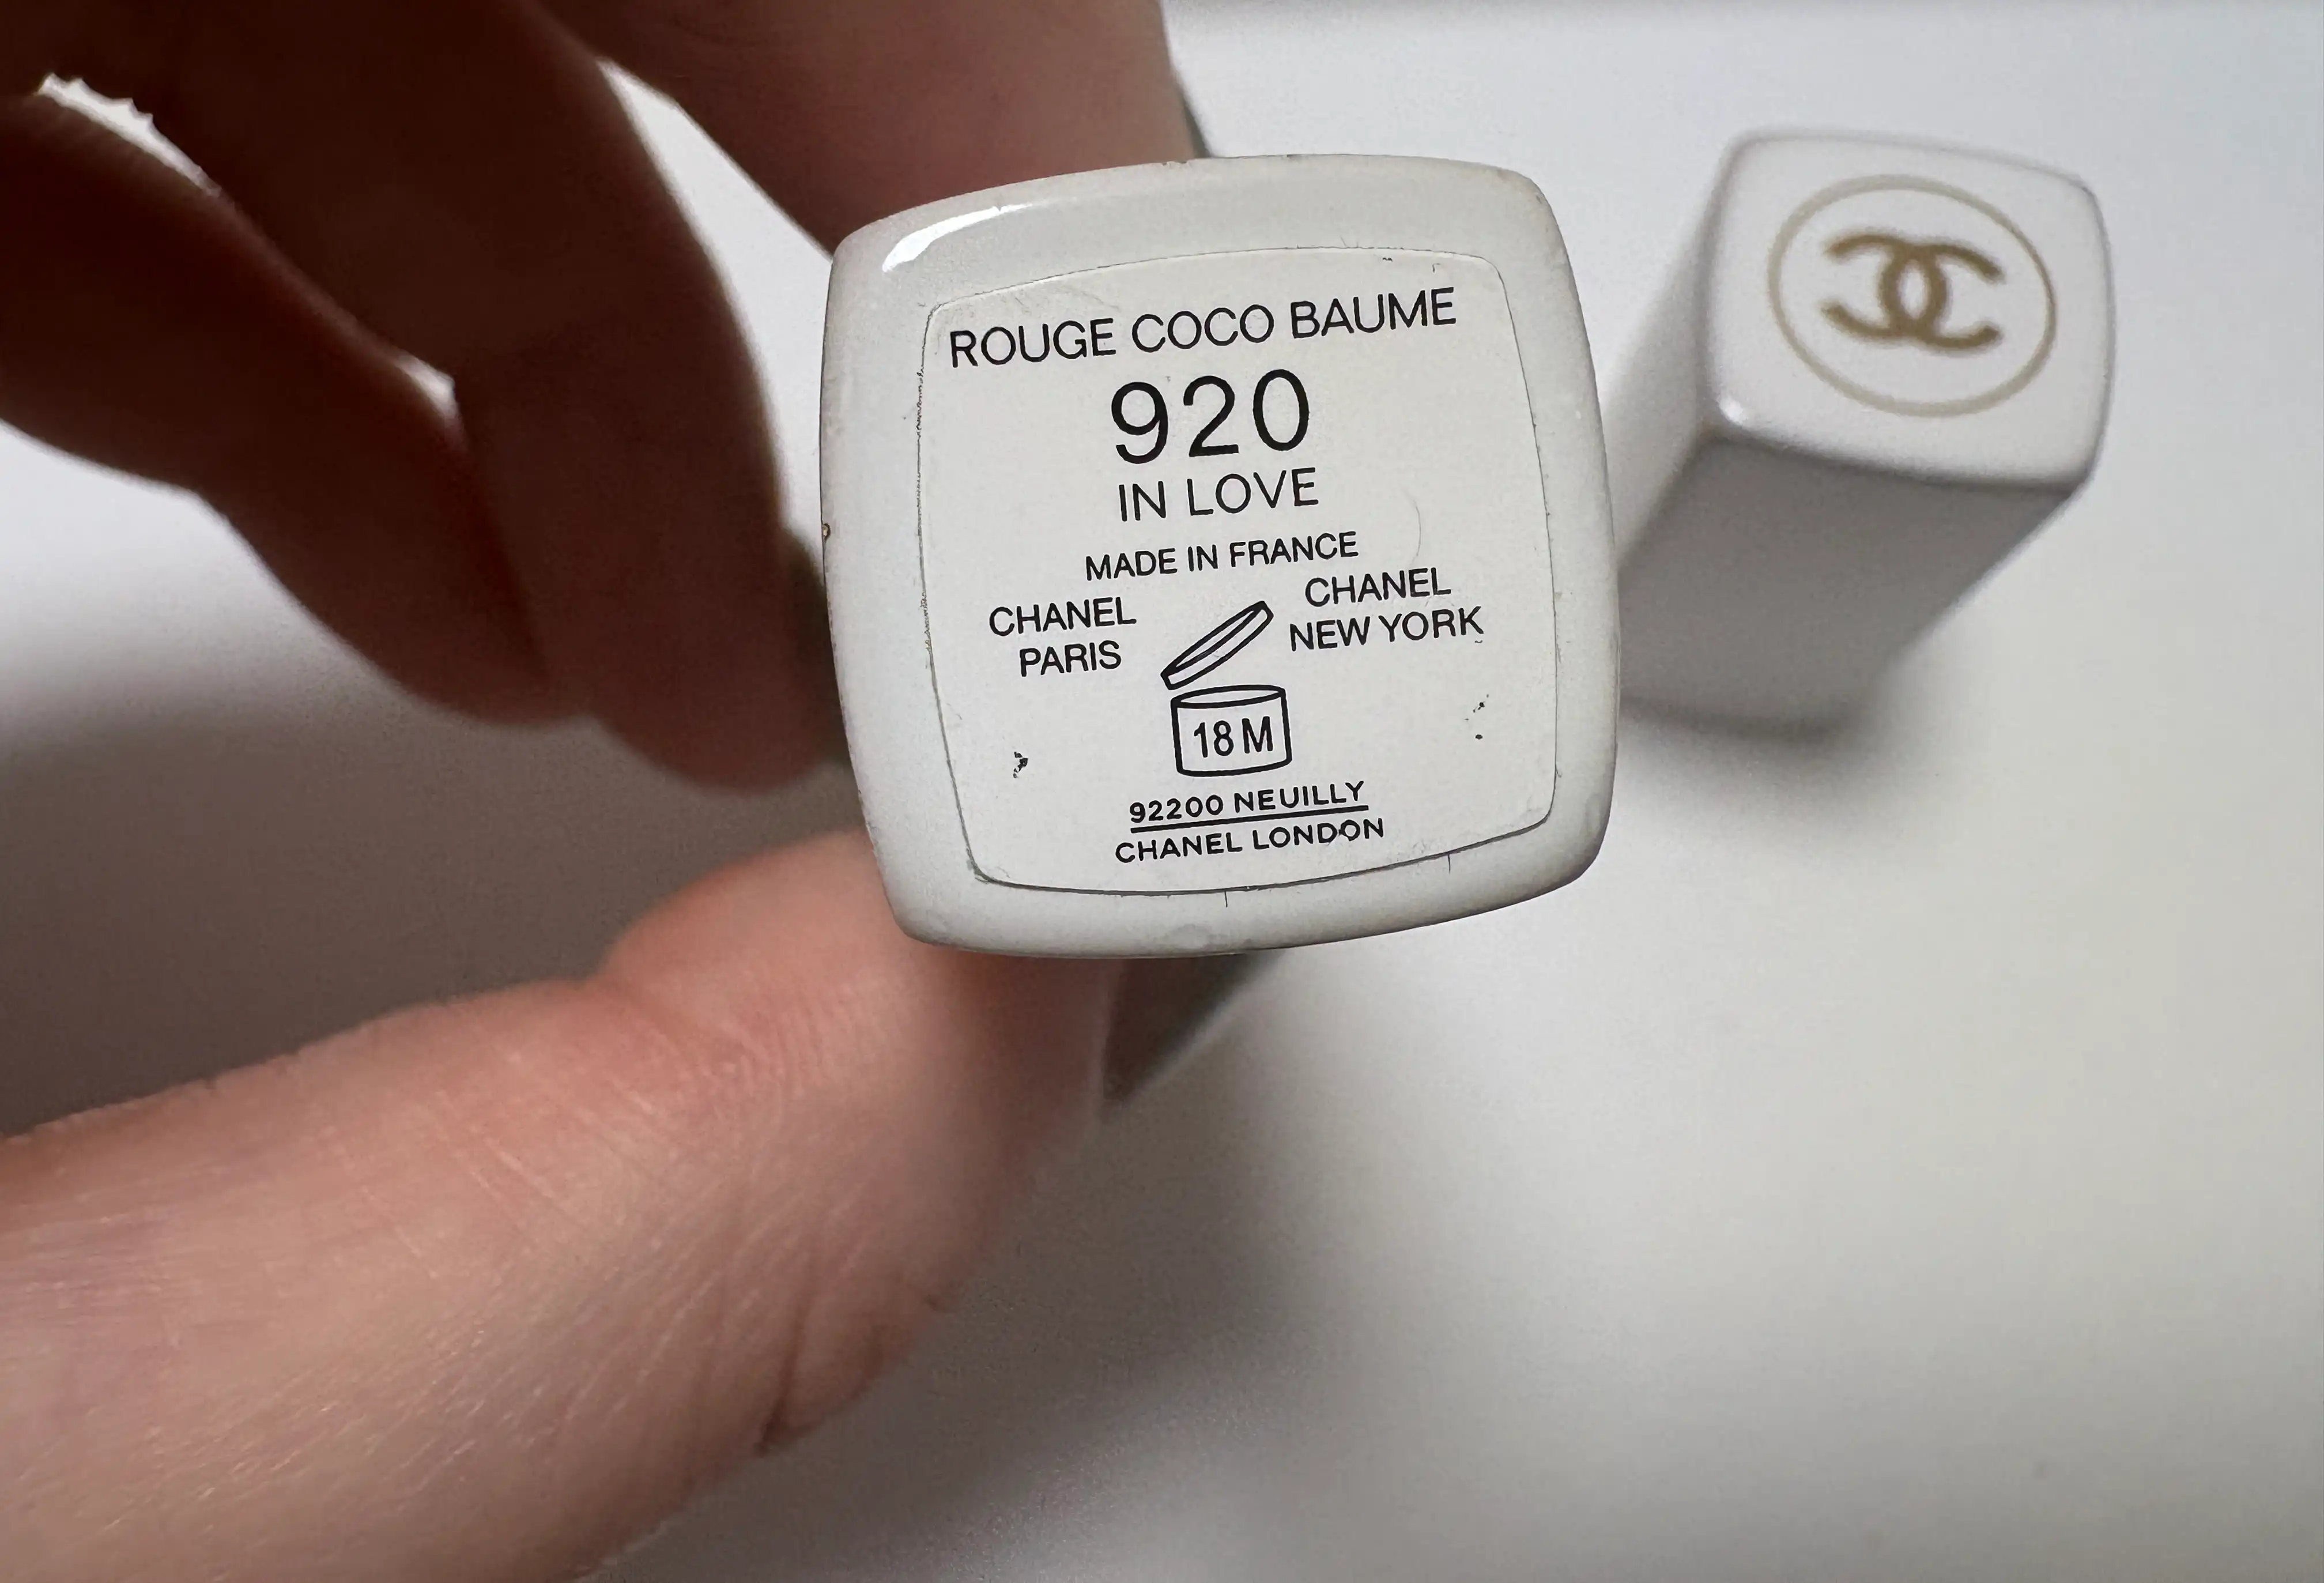 ROUGE COCO BAUME
920
IN LOVE
MADE IN FRANCE
CHANEL
PARIS
CHANEL
NEW YORK
18 M
92200 NEUILLY
CHANEL LONDON